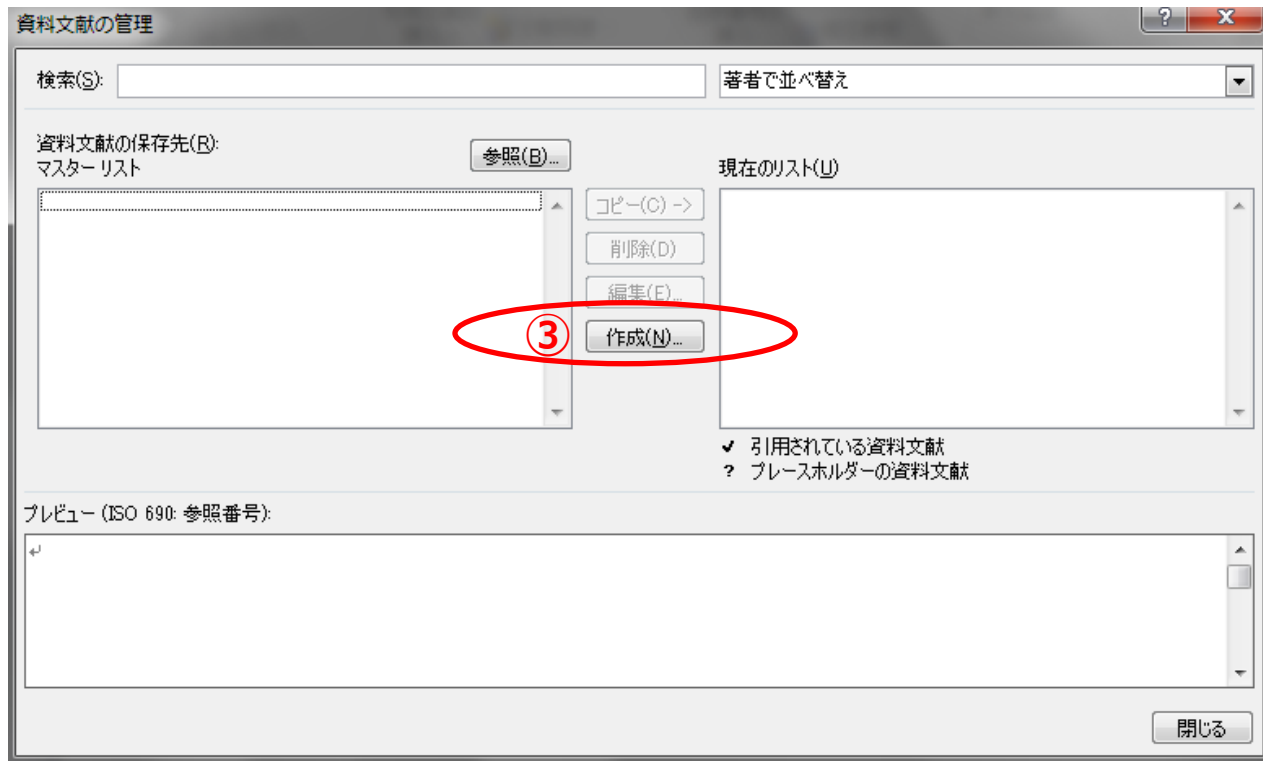 資料文献の管理
? X
検索(S):
著者で並べ替え
資料文献の保存先(R):
マスター リスト
参照(B)...
現在のリスト(U)
コピー(C) ->
削除(D)
編集(E)...
③ 作成(N)...
✓ 引用されている資料文献
? プレースホルダーの資料文献
プレビュー (ISO 690: 参照番号):
↵
閉じる